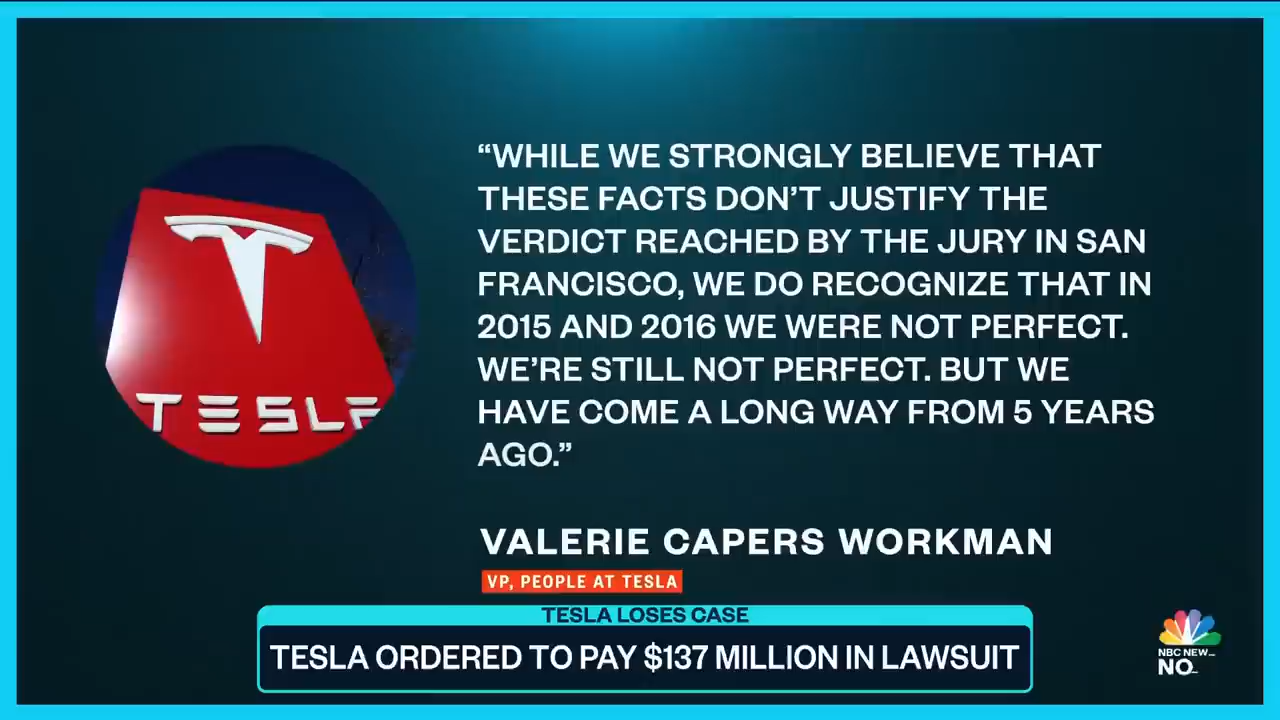 “WHILE WE STRONGLY BELIEVE THAT
THESE FACTS DON’T JUSTIFY THE
VERDICT REACHED BY THE JURY IN SAN
FRANCISCO, WE DO RECOGNIZE THAT IN
2015 AND 2016 WE WERE NOT PERFECT.
WE’RE STILL NOT PERFECT. BUT WE
HAVE COME A LONG WAY FROM 5 YEARS
AGO.”
TESLA
VALERIE CAPERS WORKMAN
VP, PEOPLE AT TESLA
TESLA LOSES CASE
TESLA ORDERED TO PAY $137 MILLION IN LAWSUIT
NBC NEW...
NO...